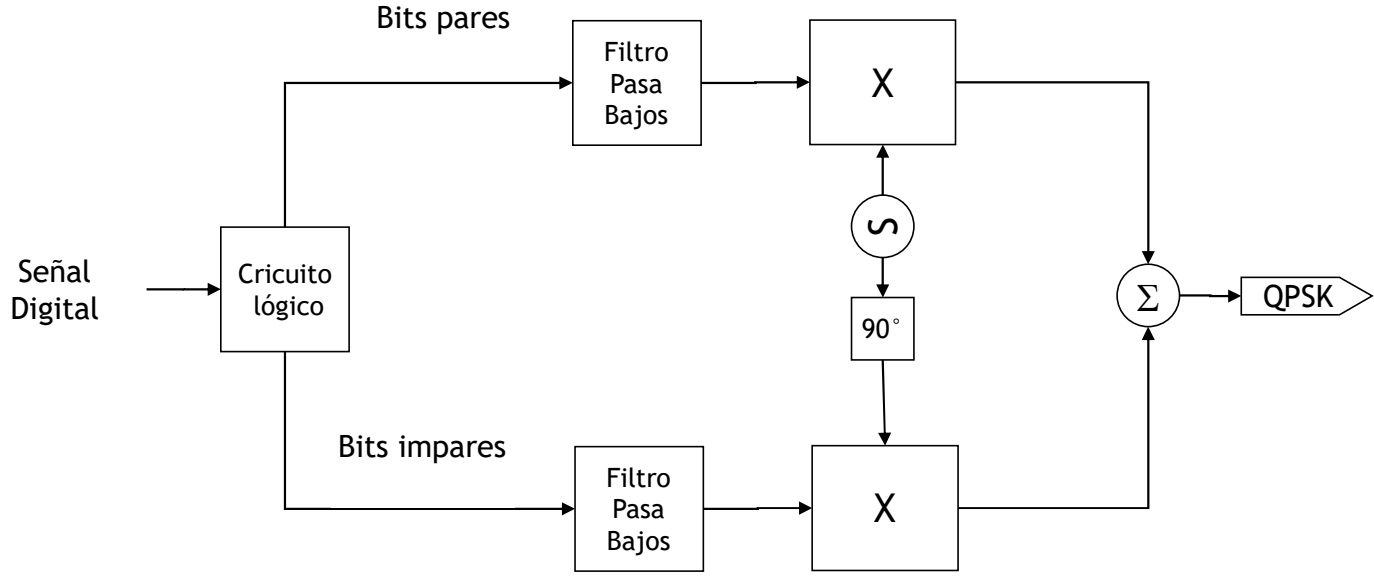 Bits pares
Filtro
Pasa
Bajos
X
Señal
Digital
Cricuito
lógico
90°
Σ
QPSK
Bits impares
Filtro
Pasa
Bajos
X